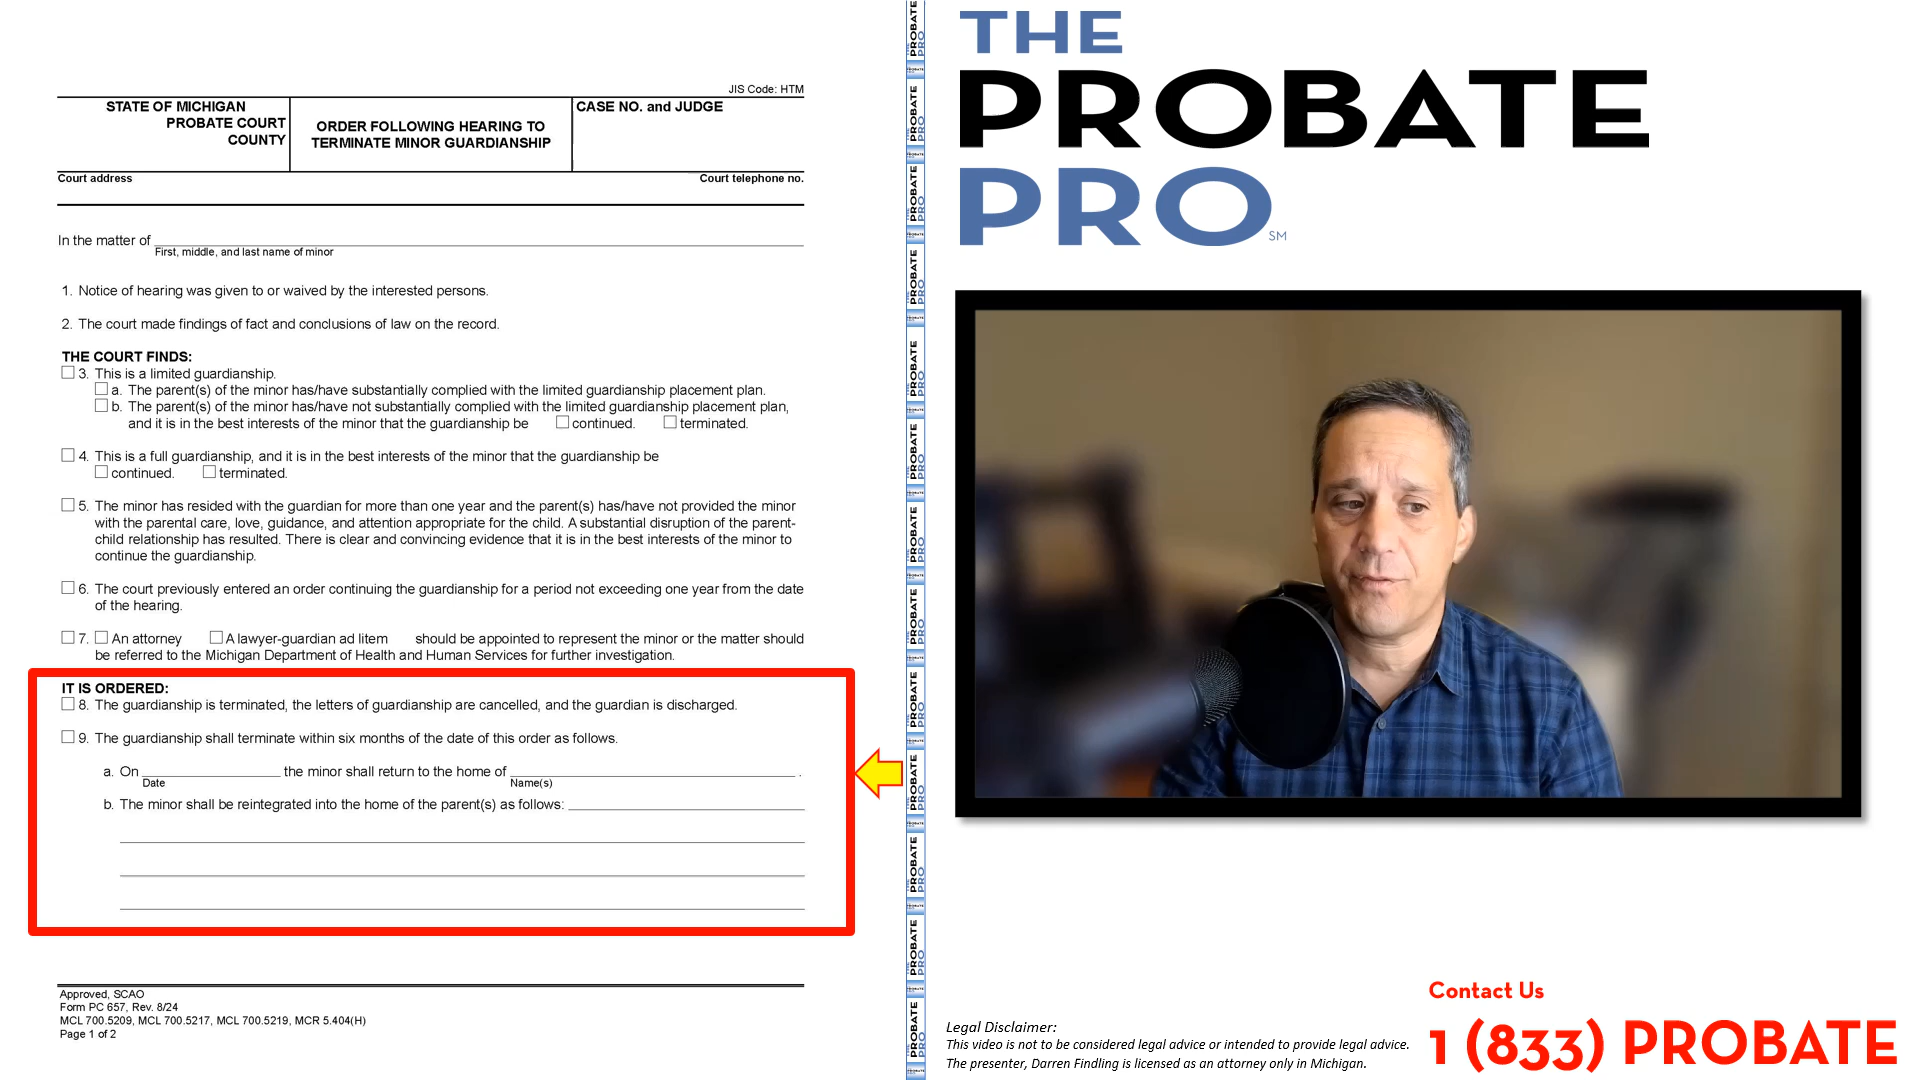 JIS Code: HTM
STATE OF MICHIGAN
PROBATE COURT
COUNTY
ORDER FOLLOWING HEARING TO
TERMINATE MINOR GUARDIANSHIP
CASE NO. and JUDGE
Court address
Court telephone no.
In the matter of
First, middle, and last name of minor
1. Notice of hearing was given to or waived by the interested persons.
2. The court made findings of fact and conclusions of law on the record.
THE COURT FINDS:
3. This is a limited guardianship.
a. The parent(s) of the minor has/have substantially complied with the limited guardianship placement plan.
b. The parent(s) of the minor has/have not substantially complied with the limited guardianship placement plan,
and it is in the best interests of the minor that the guardianship be continued. terminated.
4. This is a full guardianship, and it is in the best interests of the minor that the guardianship be
continued. terminated.
5. The minor has resided with the guardian for more than one year and the parent(s) has/have not provided the minor
with the parental care, love, guidance, and attention appropriate for the child. A substantial disruption of the parent-
child relationship has resulted. There is clear and convincing evidence that it is in the best interests of the minor to
continue the guardianship.
6. The court previously entered an order continuing the guardianship for a period not exceeding one year from the date
of the hearing.
7. An attorney A lawyer-guardian ad litem should be appointed to represent the minor or the matter should
be referred to the Michigan Department of Health and Human Services for further investigation.
IT IS ORDERED:
8. The guardianship is terminated, the letters of guardianship are cancelled, and the guardian is discharged.
9. The guardianship shall terminate within six months of the date of this order as follows.
a. On the minor shall return to the home of .
Date Name(s)
b. The minor shall be reintegrated into the home of the parent(s) as follows:
Approved, SCAO
Form PC 657, Rev. 8/24
MCL 700.5209, MCL 700.5217, MCL 700.5219, MCR 5.404(H)
Page 1 of 2
THE
PROBATE
PRO
SM
Contact Us
1 (833) PROBATE
Legal Disclaimer:
This video is not to be considered legal advice or intended to provide legal advice.
The presenter, Darren Findling is licensed as an attorney only in Michigan.